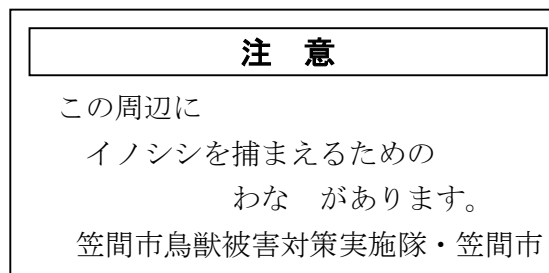 注 意
この周辺に
イノシシを捕まえるための
わな があります。
笠間市鳥獣被害対策実施隊・笠間市